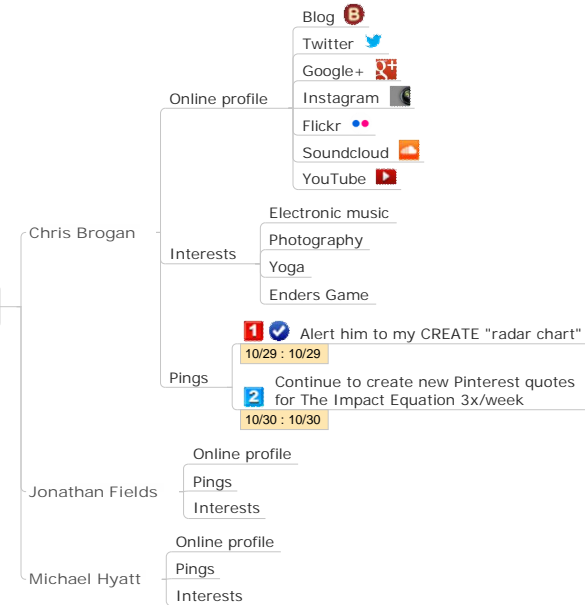 Blog B
Twitter
Google+ g+
Instagram
Online profile
Flickr
Soundcloud
YouTube
Electronic music
Chris Brogan
Photography
Interests
Yoga
Enders Game
1 Alert him to my CREATE "radar chart"
10/29 : 10/29
Pings
Continue to create new Pinterest quotes
2 for The Impact Equation 3x/week
10/30 : 10/30
Online profile
Jonathan Fields
Pings
Interests
Online profile
Michael Hyatt
Pings
Interests